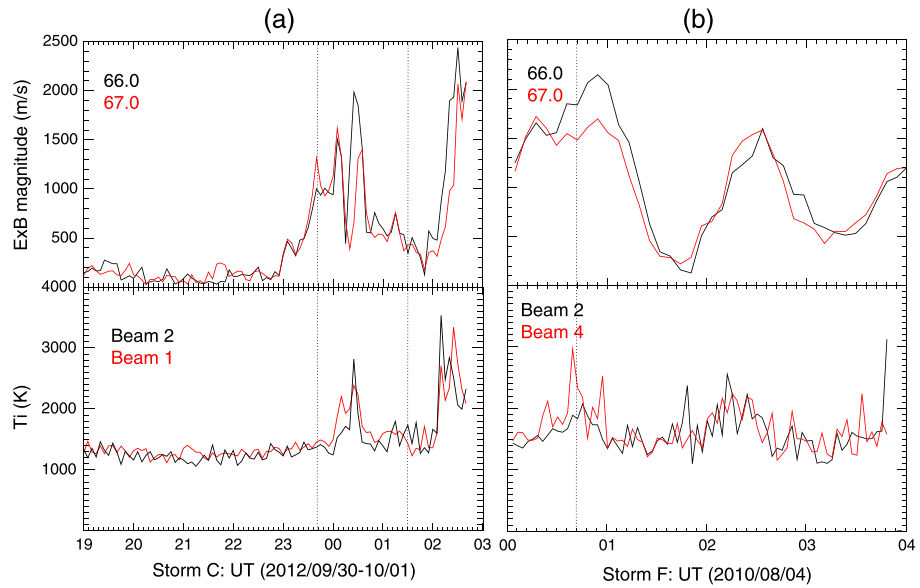 (a)
(b)
2500
2000
1500
1000
500
4000
3000
2000
1000
ExB magnitude (m/s)
Ti (K)
66.0
67.0
66.0
67.0
Beam 2
Beam 1
Beam 2
Beam 4
19 20 21 22 23 00 01 02 03
00 01 02 03 04
Storm C: UT (2012/09/30-10/01)
Storm F: UT (2010/08/04)